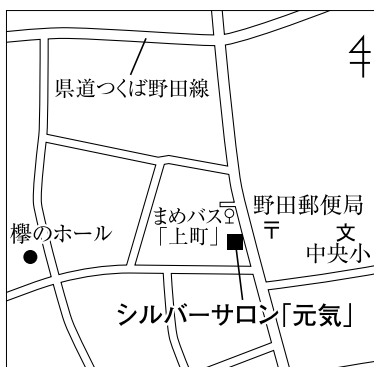 県道つくば野田線
まめバス
「上町」
野田郵便局
〒
文
中央小
欅のホール
シルバーサロン「元気」